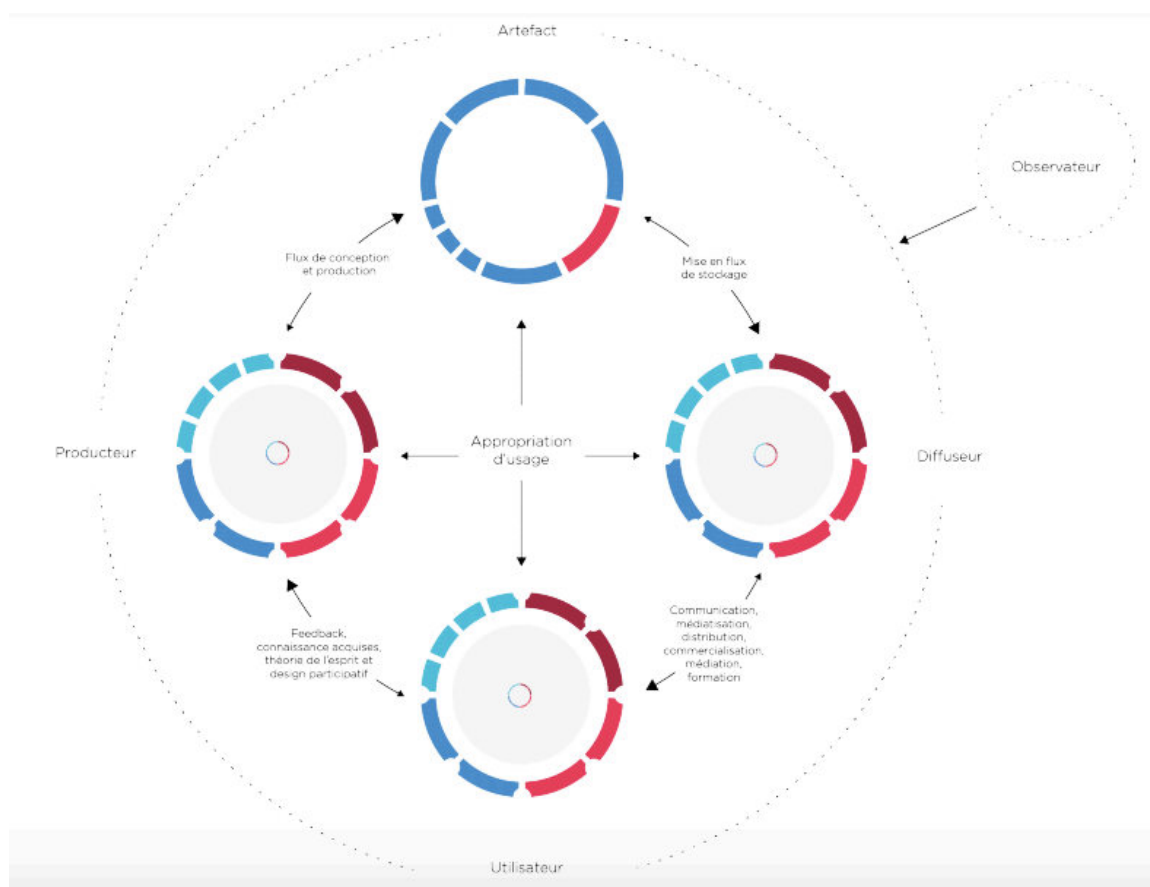 Artefact
Observateur
Flux de conception
et production
Mise en flux
de stockage
Producteur
Appropriation
d'usage
Diffuseur
Feedback,
connaissance acquises,
théorie de l'esprit et
design participatif
Communication,
médiatisation,
distribution,
commercialisation,
médiation,
formation
Utilisateur